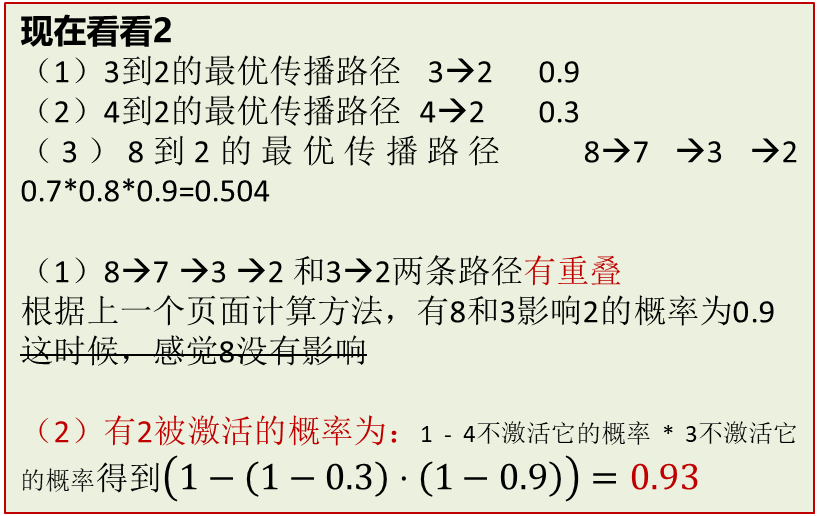 现在看看2
（1）3到2的最优传播路径 3→2 0.9
（2）4到2的最优传播路径 4→2 0.3
（3）8到2的最优传播路径 8→7 →3 →2
0.7*0.8*0.9=0.504
（1）8→7 →3 →2 和3→2两条路径有重叠
根据上一个页面计算方法，有8和3影响2的概率为0.9
这时候，感觉8没有影响
（2）有2被激活的概率为：1 - 4不激活它的概率 * 3不激活它
的概率得到(1−(1−0.3)·(1−0.9))=0.93